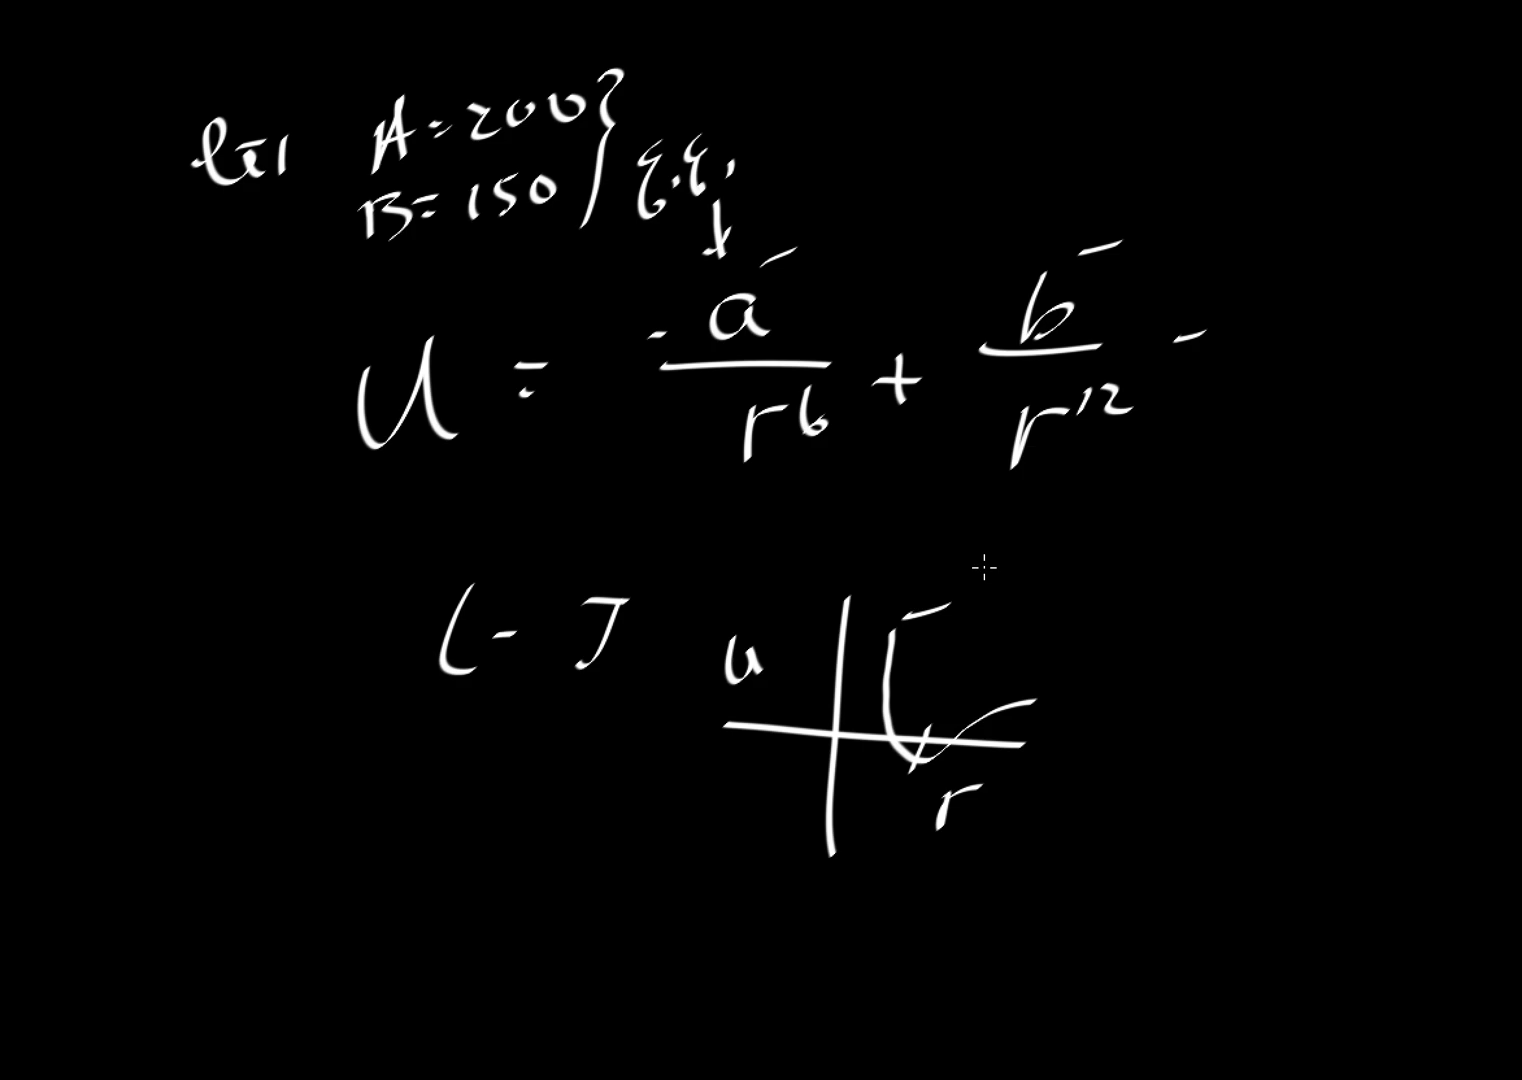 let A = 200
B = 150 } ε.ε.
U = - a / r⁶ + b / r¹²
L - J
u
r